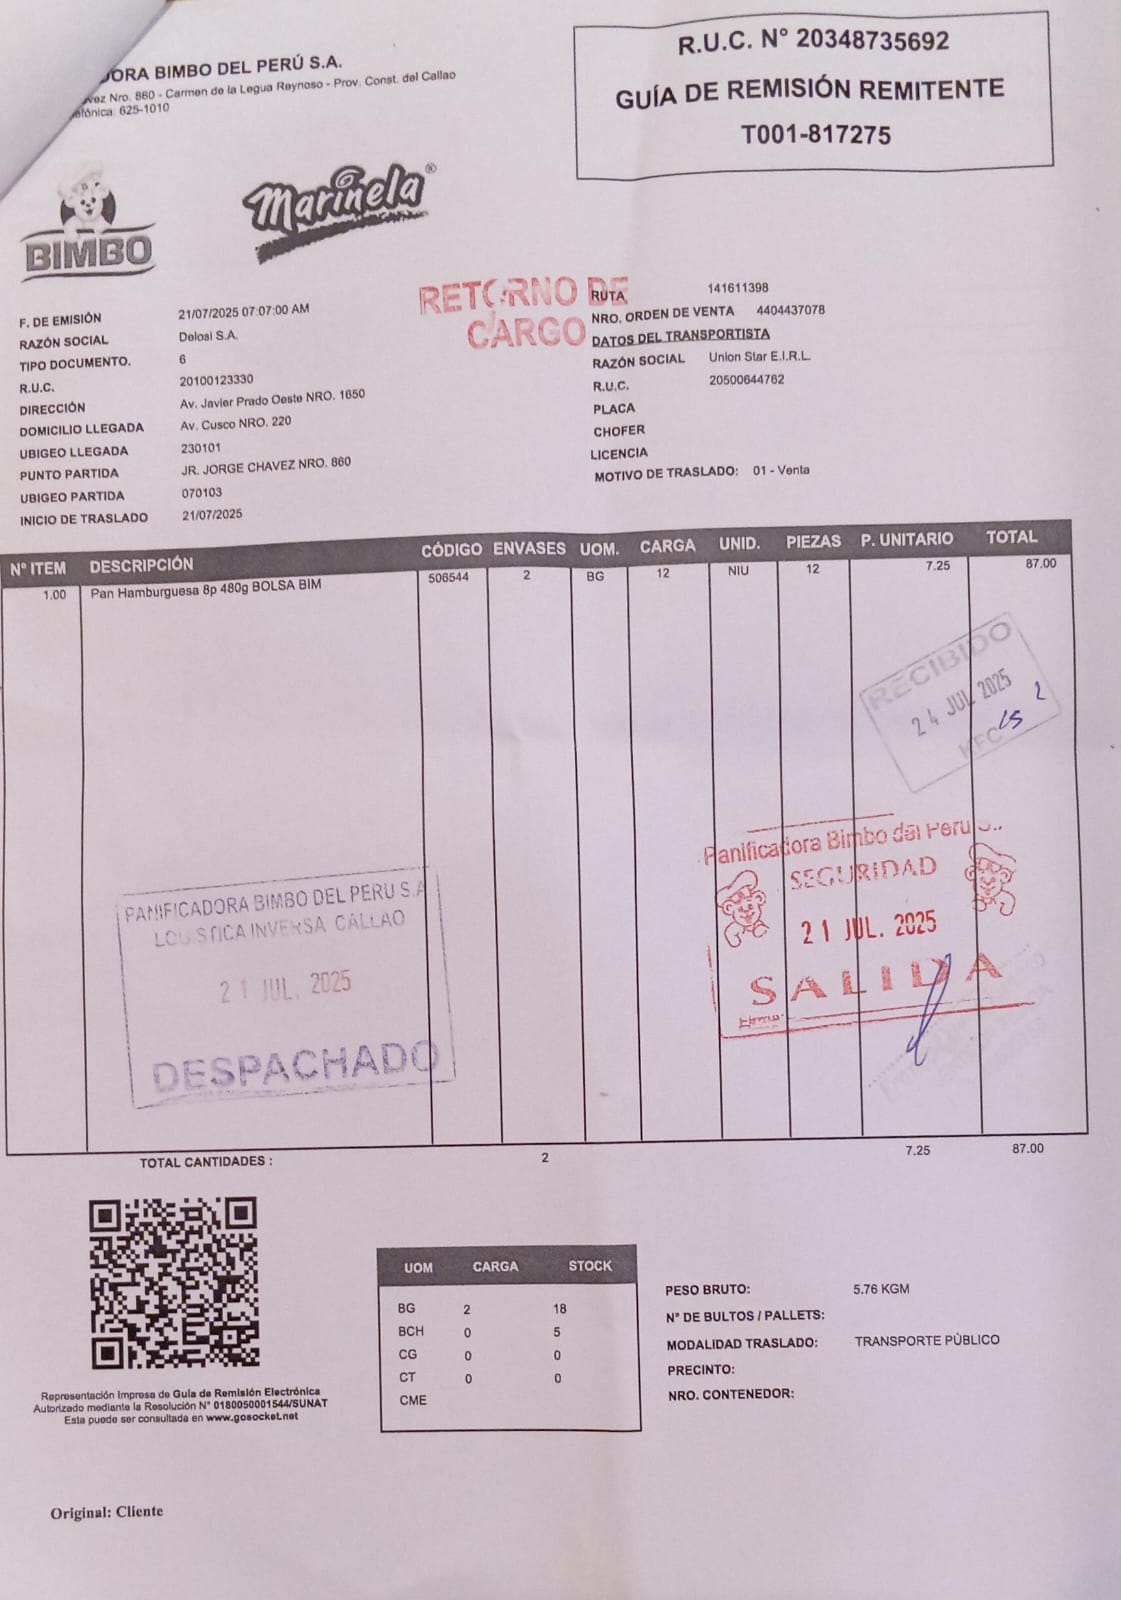 ORA BIMBO DEL PERÚ S.A.
Nro. 860 - Carmen de la Legua Reynoso - Prov. Const. del Callao
625-1010
R.U.C. N° 20348735692
GUÍA DE REMISIÓN REMITENTE
T001-817275
BIMBO
Marinela®
RETORNO DE
CARGO
F. DE EMISIÓN 21/07/2025 07:07:00 AM
RAZÓN SOCIAL Delosi S.A.
TIPO DOCUMENTO. 6
R.U.C. 20100123330
DIRECCIÓN Av. Javier Prado Oeste NRO. 1650
DOMICILIO LLEGADA Av. Cusco NRO. 220
UBIGEO LLEGADA 230101
PUNTO PARTIDA JR. JORGE CHAVEZ NRO. 860
UBIGEO PARTIDA 070103
INICIO DE TRASLADO 21/07/2025
RUTA 141611398
NRO. ORDEN DE VENTA 4404437078
DATOS DEL TRANSPORTISTA
RAZÓN SOCIAL Union Star E.I.R.L.
R.U.C. 20500644762
PLACA
CHOFER
LICENCIA
MOTIVO DE TRASLADO: 01 - Venta
N° ITEM DESCRIPCIÓN CÓDIGO ENVASES UOM. CARGA UNID. PIEZAS P. UNITARIO TOTAL
1.00 Pan Hamburguesa 8p 480g BOLSA BIM 506544 2 BG 12 NIU 12 7.25 87.00
RECIBIDO
24 JUL 2025
KFC
Panificadora Bimbo del Peru S..
SEGURIDAD
21 JUL. 2025
SALIDA
PANIFICADORA BIMBO DEL PERU S.A
LOGISTICA INVERSA CALLAO
21 JUL. 2025
DESPACHADO
TOTAL CANTIDADES : 2 7.25 87.00
UOM CARGA STOCK
BG 2 18
BCH 0 5
CG 0 0
CT 0 0
CME
PESO BRUTO: 5.76 KGM
N° DE BULTOS / PALLETS:
MODALIDAD TRASLADO: TRANSPORTE PÚBLICO
PRECINTO:
NRO. CONTENEDOR:
Representación Impresa de Guía de Remisión Electrónica
Autorizado mediante la Resolución N° 0180050001544/SUNAT
Esta puede ser consultada en www.gosocket.net
Original: Cliente